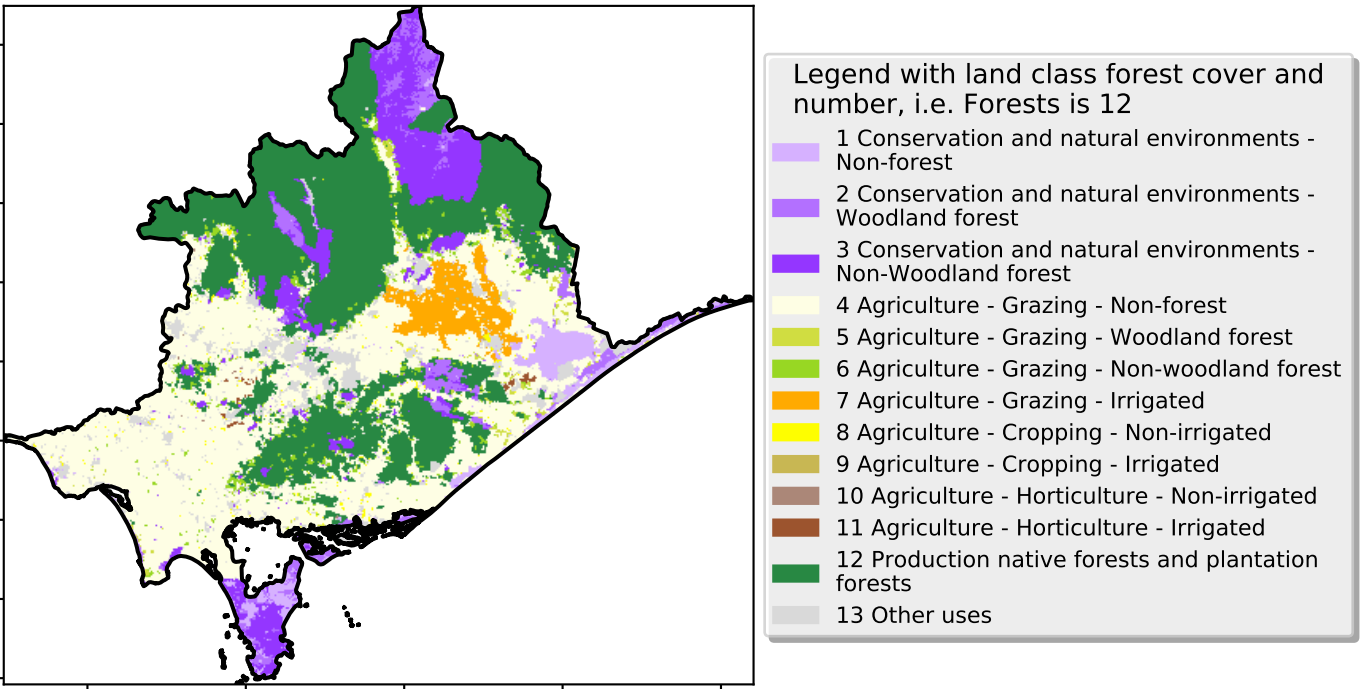 Legend with land class forest cover and
number, i.e. Forests is 12
1 Conservation and natural environments -
Non-forest
2 Conservation and natural environments -
Woodland forest
3 Conservation and natural environments -
Non-Woodland forest
4 Agriculture - Grazing - Non-forest
5 Agriculture - Grazing - Woodland forest
6 Agriculture - Grazing - Non-woodland forest
7 Agriculture - Grazing - Irrigated
8 Agriculture - Cropping - Non-irrigated
9 Agriculture - Cropping - Irrigated
10 Agriculture - Horticulture - Non-irrigated
11 Agriculture - Horticulture - Irrigated
12 Production native forests and plantation
forests
13 Other uses